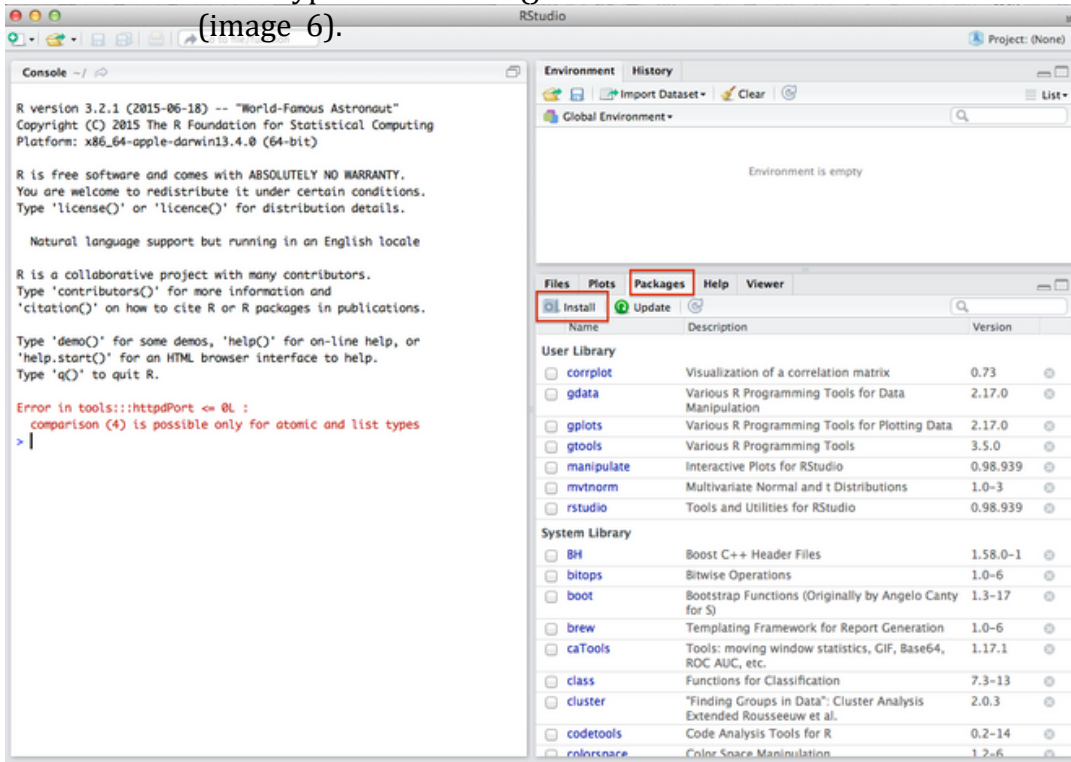 (image 6).
RStudio
Project: (None)
Console ~/
R version 3.2.1 (2015-06-18) -- "World-Famous Astronaut"
Copyright (C) 2015 The R Foundation for Statistical Computing
Platform: x86_64-apple-darwin13.4.0 (64-bit)
R is free software and comes with ABSOLUTELY NO WARRANTY.
You are welcome to redistribute it under certain conditions.
Type 'license()' or 'licence()' for distribution details.
Natural language support but running in an English locale
R is a collaborative project with many contributors.
Type 'contributors()' for more information and
'citation()' on how to cite R or R packages in publications.
Type 'demo()' for some demos, 'help()' for on-line help, or
'help.start()' for an HTML browser interface to help.
Type 'q()' to quit R.
Error in tools:::httpdPort <= 0L :
comparison (4) is possible only for atomic and list types
>
Environment History
Import Dataset Clear List
Global Environment
Environment is empty
Files Plots Packages Help Viewer
Install Update
Name Description Version
User Library
corrplot Visualization of a correlation matrix 0.73
gdata Various R Programming Tools for Data 2.17.0
Manipulation
gplots Various R Programming Tools for Plotting Data 2.17.0
gtools Various R Programming Tools 3.5.0
manipulate Interactive Plots for RStudio 0.98.939
mvtnorm Multivariate Normal and t Distributions 1.0-3
rstudio Tools and Utilities for RStudio 0.98.939
System Library
BH Boost C++ Header Files 1.58.0-1
bitops Bitwise Operations 1.0-6
boot Bootstrap Functions (Originally by Angelo Canty 1.3-17
for S)
brew Templating Framework for Report Generation 1.0-6
caTools Tools: moving window statistics, GIF, Base64, 1.17.1
ROC AUC, etc.
class Functions for Classification 7.3-13
cluster "Finding Groups in Data": Cluster Analysis 2.0.3
Extended Rousseeuw et al.
codetools Code Analysis Tools for R 0.2-14
colorspace Color Space Manipulation 1.2-6